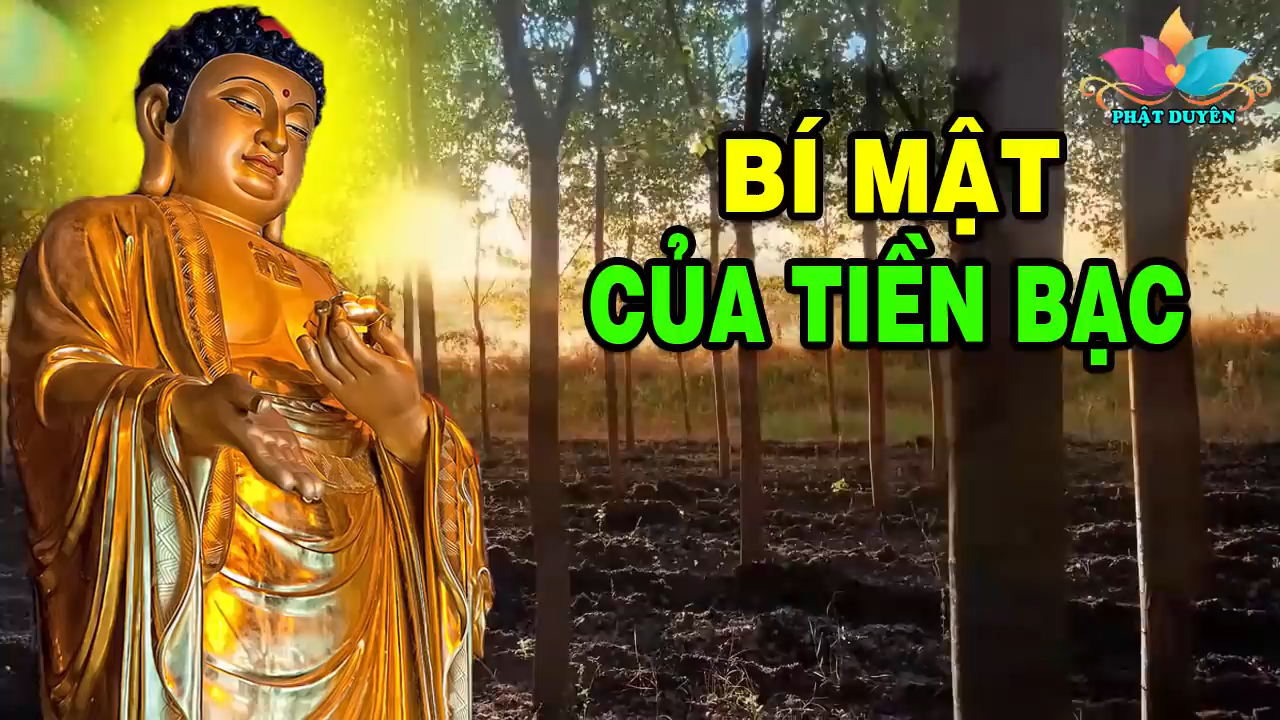 PHẬT DUYÊN
BÍ MẬT
CỦA TIỀN BẠC